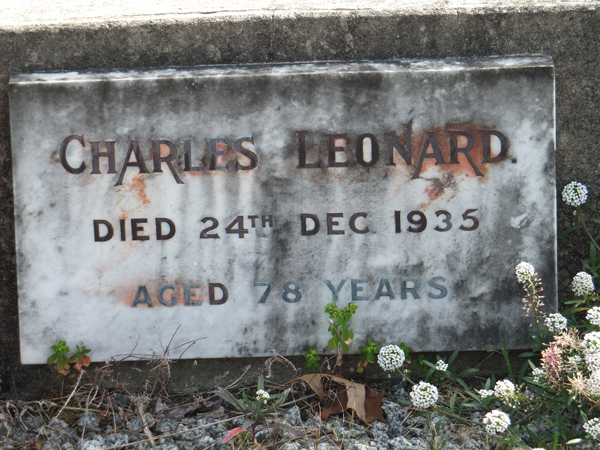 CHARLES LEONARD.
DIED 24TH DEC. 1935
AGED 78 YEARS